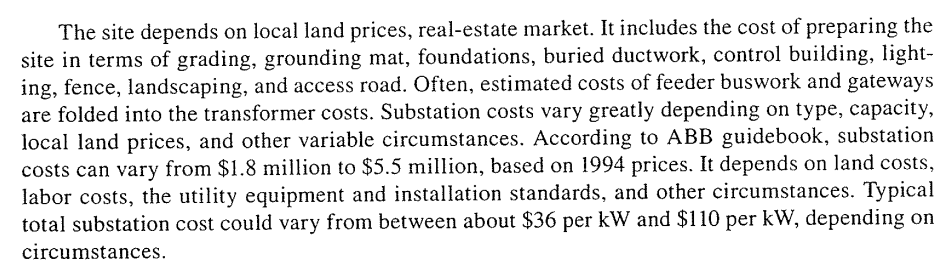 The site depends on local land prices, real-estate market. It includes the cost of preparing the
site in terms of grading, grounding mat, foundations, buried ductwork, control building, light-
ing, fence, landscaping, and access road. Often, estimated costs of feeder buswork and gateways
are folded into the transformer costs. Substation costs vary greatly depending on type, capacity,
local land prices, and other variable circumstances. According to ABB guidebook, substation
costs can vary from $1.8 million to $5.5 million, based on 1994 prices. It depends on land costs,
labor costs, the utility equipment and installation standards, and other circumstances. Typical
total substation cost could vary from between about $36 per kW and $110 per kW, depending on
circumstances.